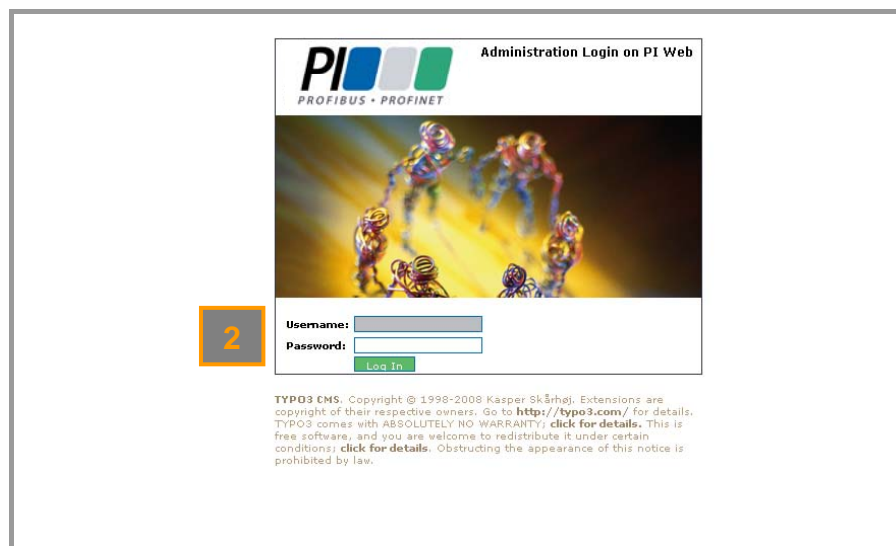 PI
PROFIBUS • PROFINET
Administration Login on PI Web
2
Username:
Password:
Log In
TYPO3 CMS. Copyright © 1998-2008 Kasper Skårhøj. Extensions are
copyright of their respective owners. Go to http://typo3.com/ for details.
TYPO3 comes with ABSOLUTELY NO WARRANTY; click for details. This is
free software, and you are welcome to redistribute it under certain
conditions; click for details. Obstructing the appearance of this notice is
prohibited by law.